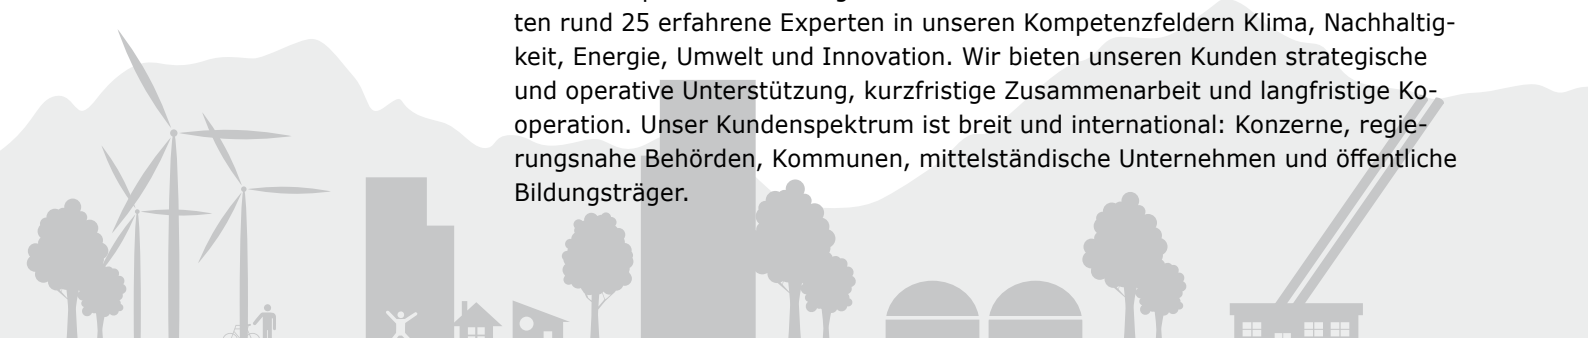 ten rund 25 erfahrene Experten in unseren Kompetenzfeldern Klima, Nachhaltig-
keit, Energie, Umwelt und Innovation. Wir bieten unseren Kunden strategische
und operative Unterstützung, kurzfristige Zusammenarbeit und langfristige Ko-
operation. Unser Kundenspektrum ist breit und international: Konzerne, regie-
rungsnahe Behörden, Kommunen, mittelständische Unternehmen und öffentliche
Bildungsträger.